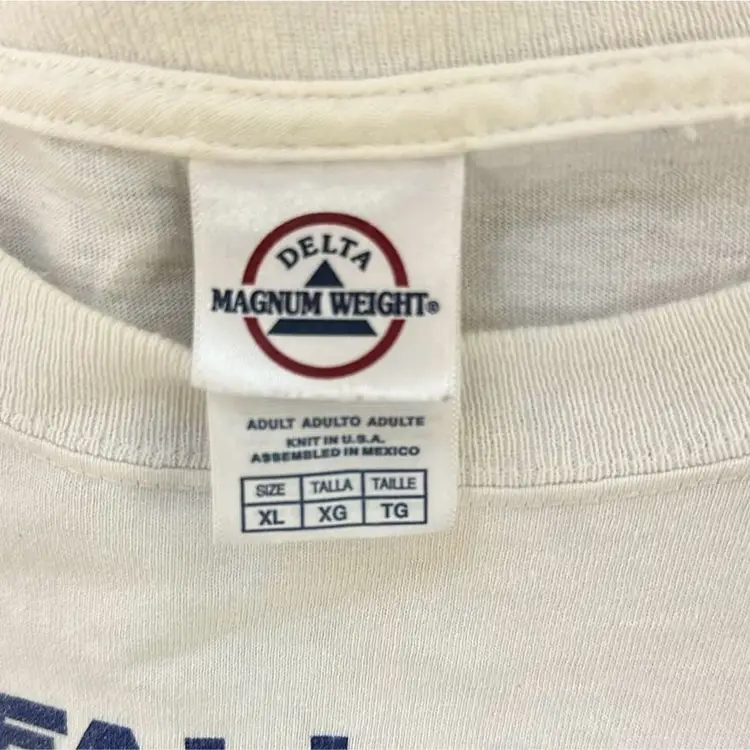 DELTA
MAGNUM WEIGHT®
ADULT ADULTO ADULTE
KNIT IN U.S.A.
ASSEMBLED IN MEXICO
SIZE TALLA TAILLE
XL XG TG